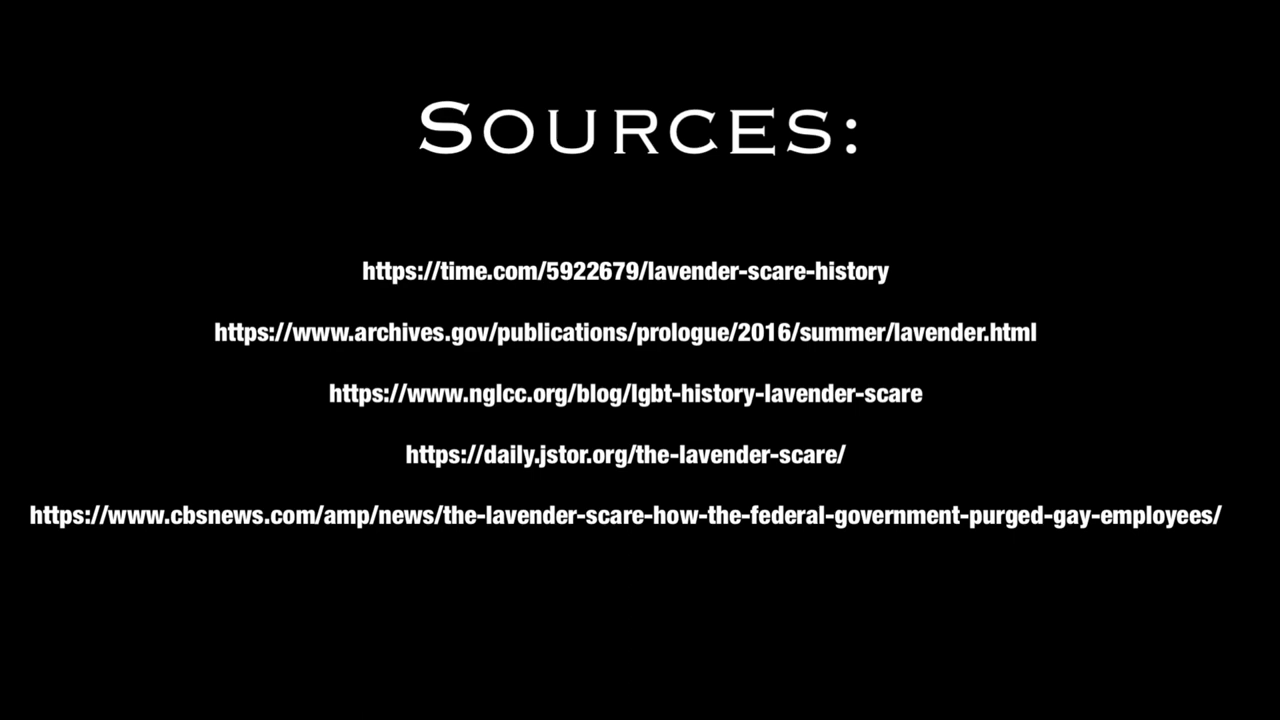 SOURCES:
https://time.com/5922679/lavender-scare-history
https://www.archives.gov/publications/prologue/2016/summer/lavender.html
https://www.nglcc.org/blog/lgbt-history-lavender-scare
https://daily.jstor.org/the-lavender-scare/
https://www.cbsnews.com/amp/news/the-lavender-scare-how-the-federal-government-purged-gay-employees/